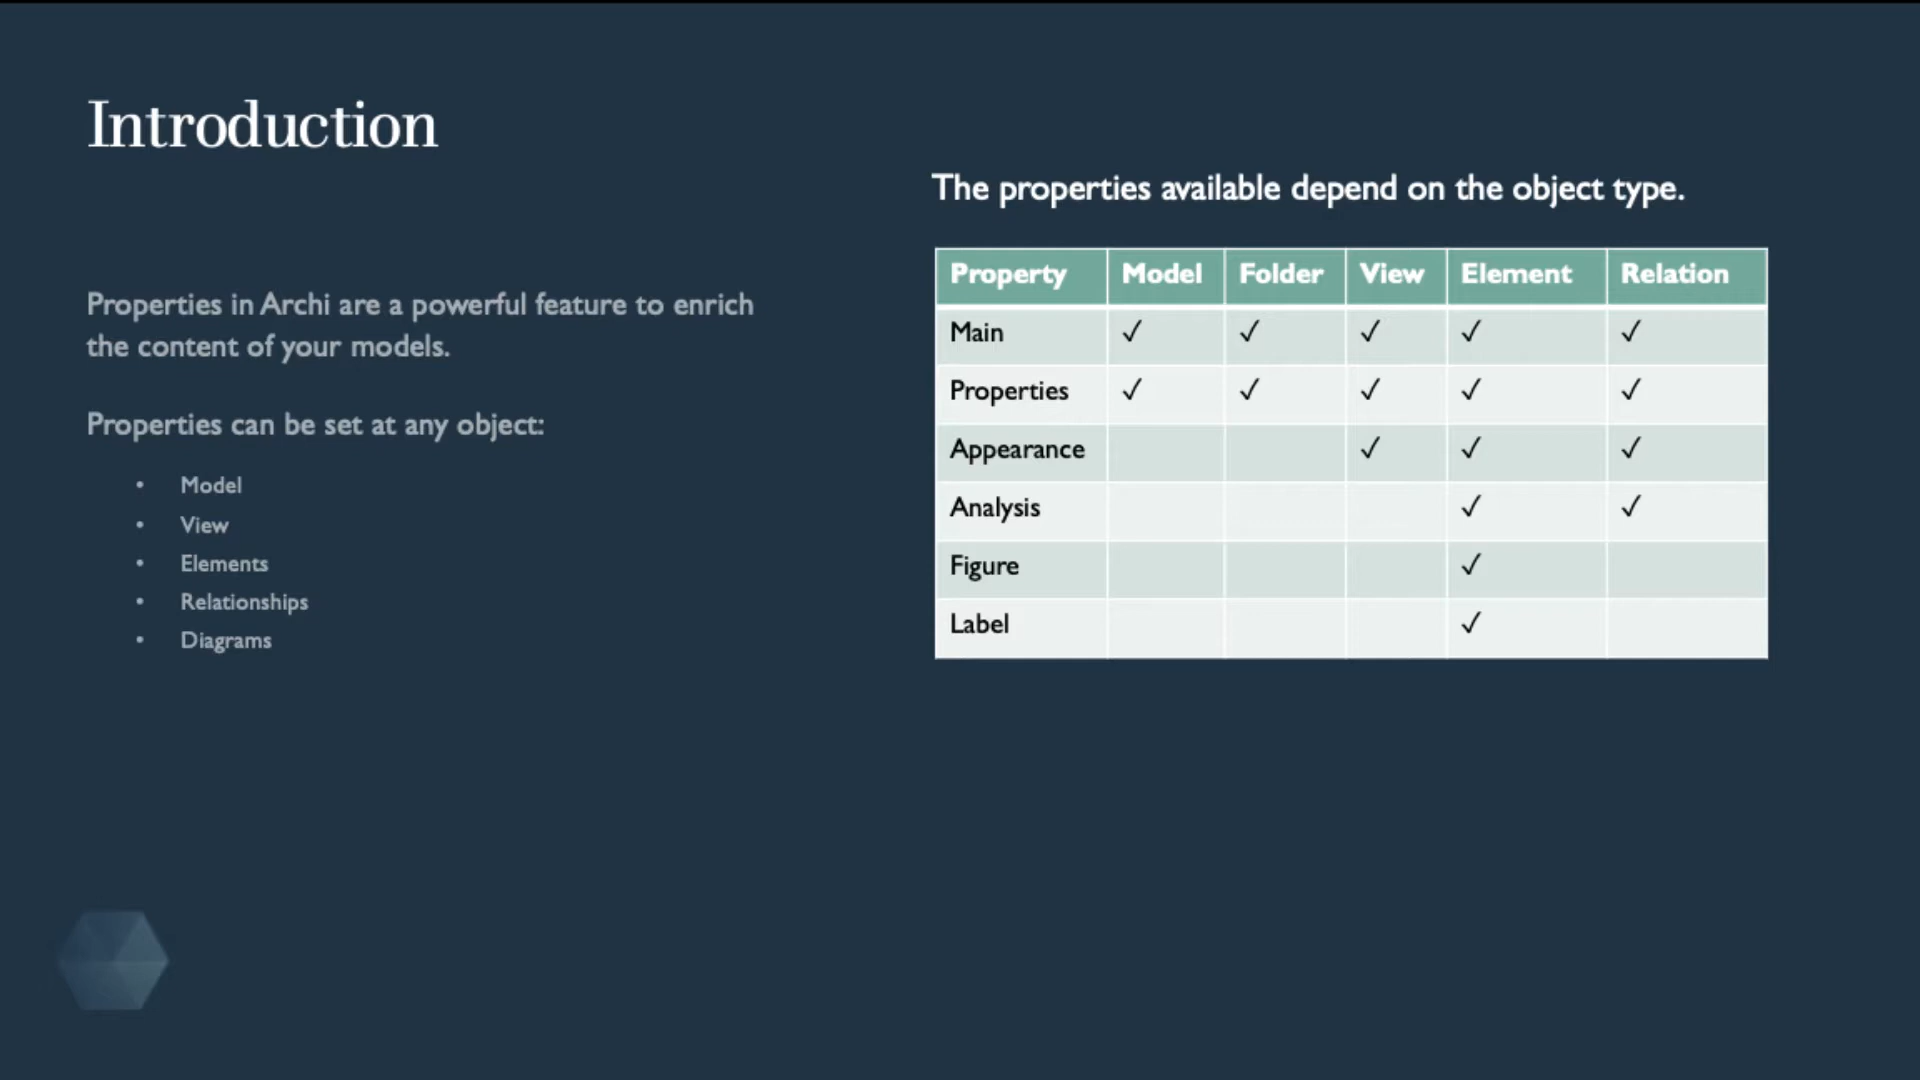 Introduction
Properties in Archi are a powerful feature to enrich
the content of your models.
Properties can be set at any object:
• Model
• View
• Elements
• Relationships
• Diagrams
The properties available depend on the object type.
Property Model Folder View Element Relation
Main ✓ ✓ ✓ ✓ ✓
Properties ✓ ✓ ✓ ✓ ✓
Appearance ✓ ✓ ✓
Analysis ✓ ✓
Figure ✓
Label ✓